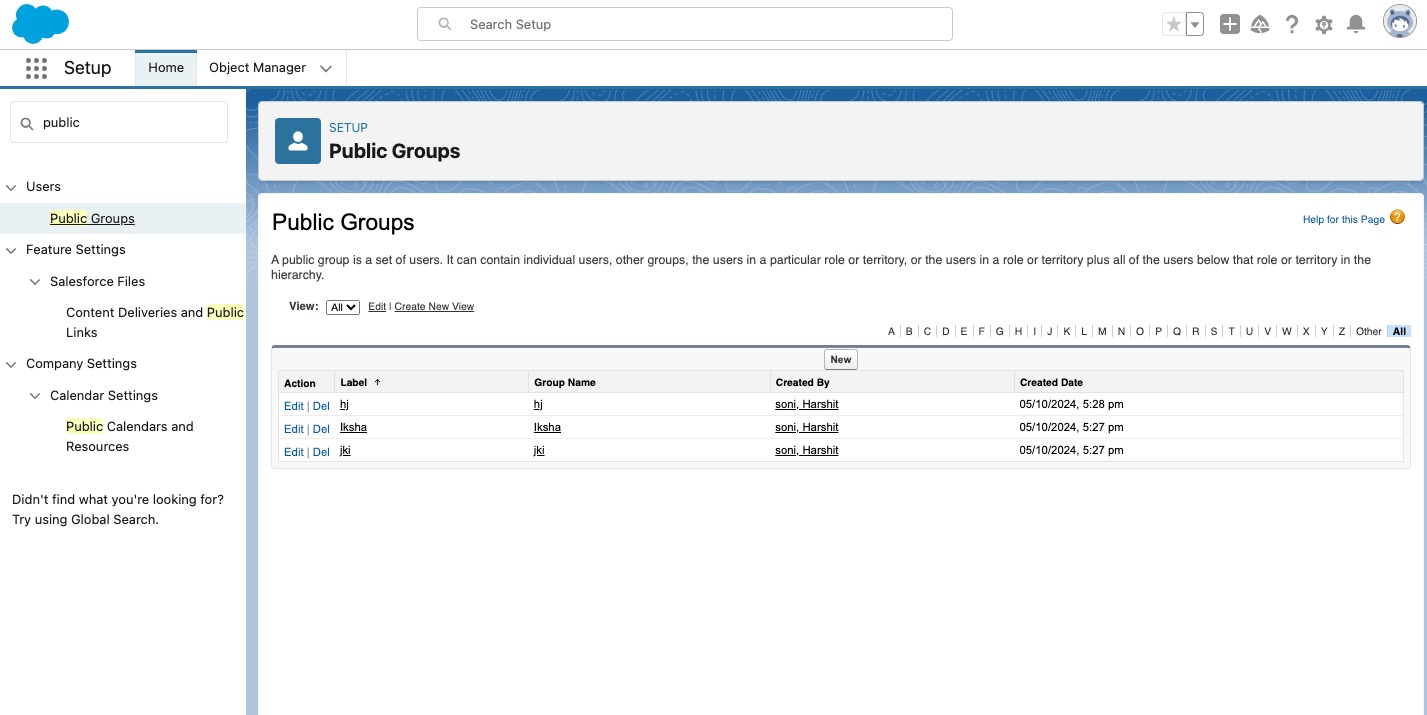 Search Setup
Setup
Home
Object Manager
public
Users
Public Groups
Feature Settings
Salesforce Files
Content Deliveries and Public
Links
Company Settings
Calendar Settings
Public Calendars and
Resources
Didn't find what you're looking for?
Try using Global Search.
SETUP
Public Groups
Public Groups
Help for this Page ?
A public group is a set of users. It can contain individual users, other groups, the users in a particular role or territory, or the users in a role or territory plus all of the users below that role or territory in the
hierarchy.
View: All Edit | Create New View
A | B | C | D | E | F | G | H | I | J | K | L | M | N | O | P | Q | R | S | T | U | V | W | X | Y | Z | Other | All
New
Action Label ↑ Group Name Created By Created Date
Edit | Del hj hj soni, Harshit 05/10/2024, 5:28 pm
Edit | Del Iksha Iksha soni, Harshit 05/10/2024, 5:27 pm
Edit | Del jki jki soni, Harshit 05/10/2024, 5:27 pm